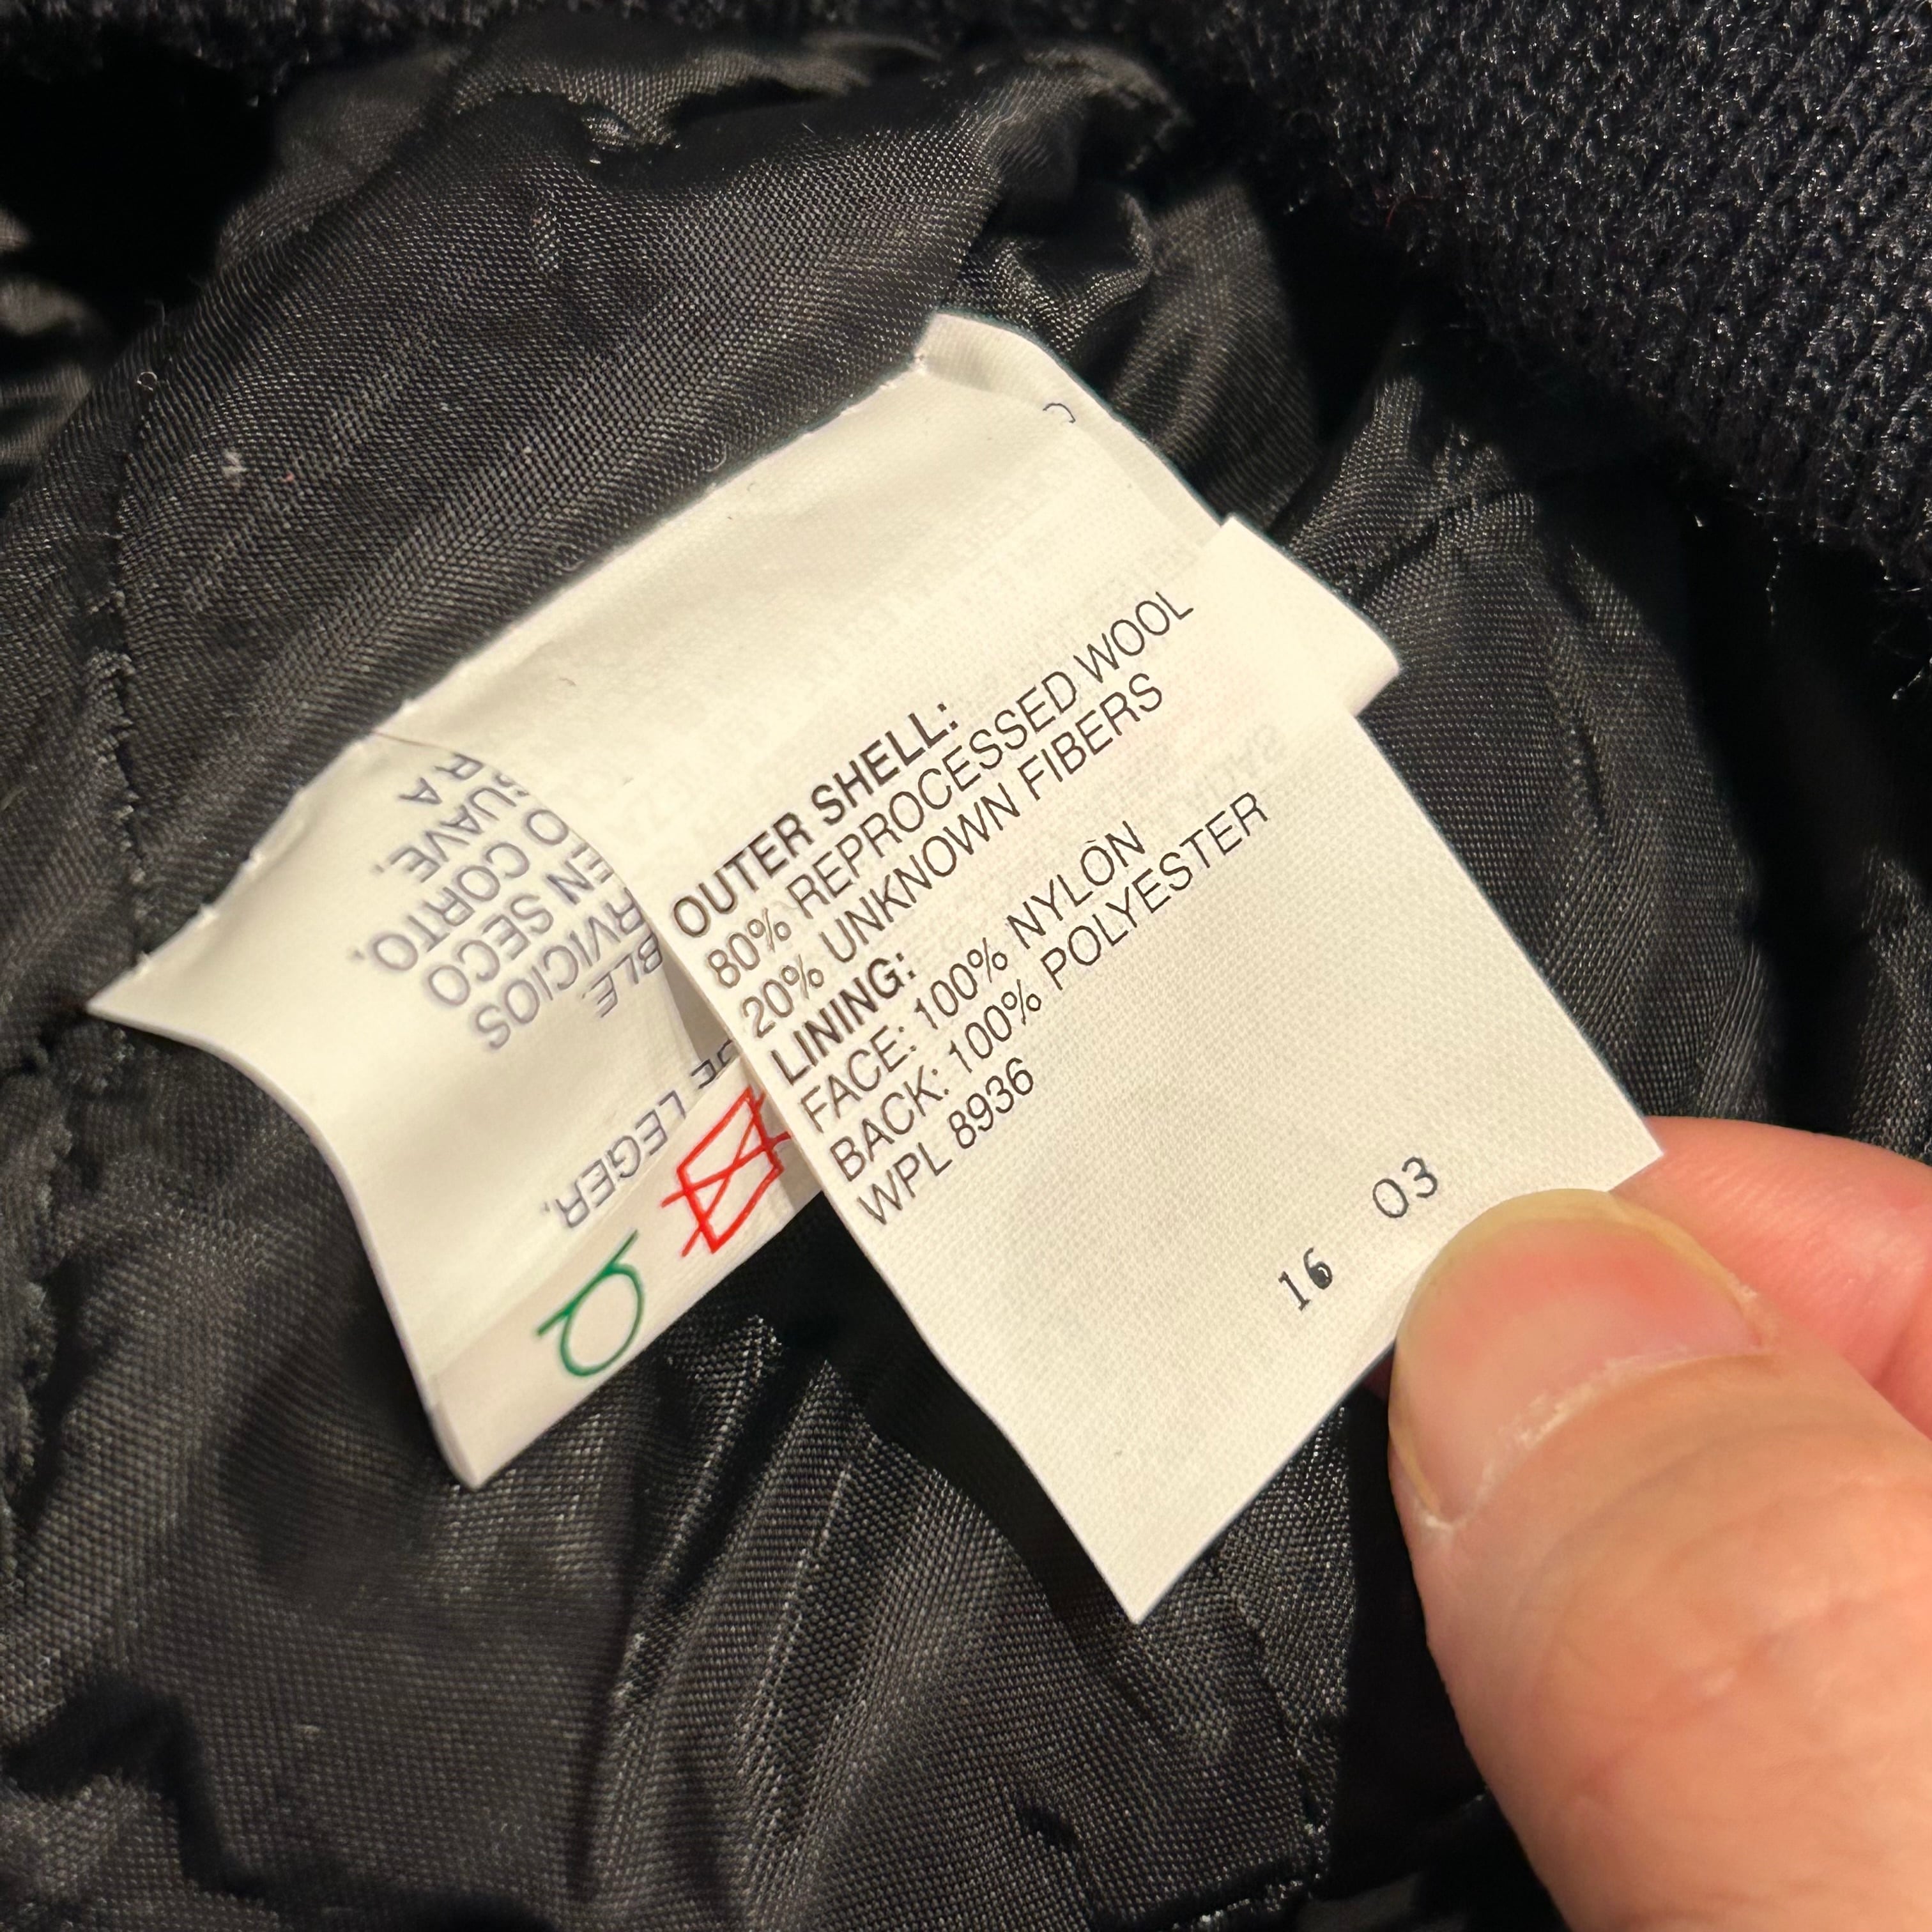 OUTER SHELL:
80% REPROCESSED WOOL
20% UNKNOWN FIBERS
LINING:
FACE: 100% NYLON
BACK: 100% POLYESTER
WPL 8936
03
16
LEGER.
SERVICIOS
EN SECO
CORTO.
SUAVE.
R A